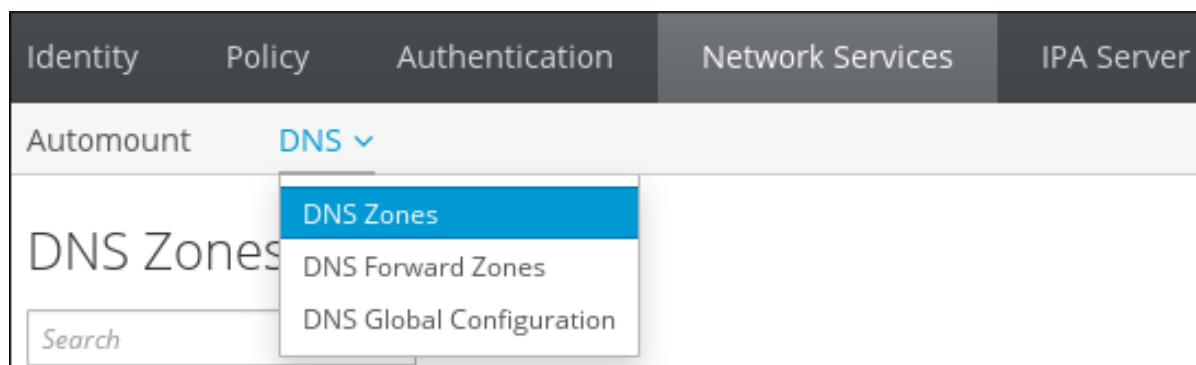 Identity Policy Authentication Network Services IPA Server
Automount DNS
DNS Zones
DNS Zones
DNS Forward Zones
DNS Global Configuration
Search